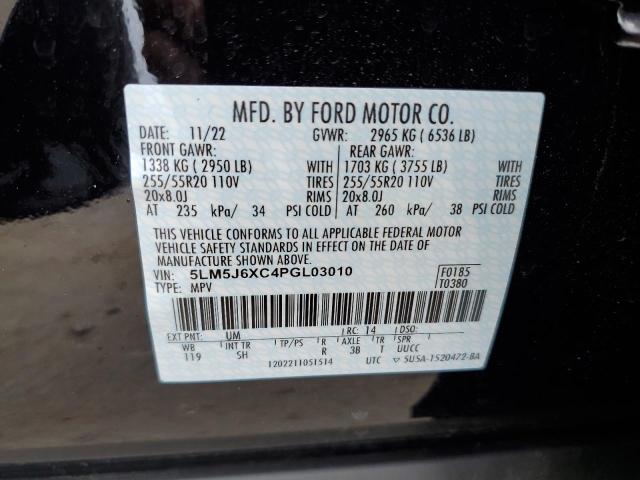 MFD. BY FORD MOTOR CO.
DATE: 11/22 GVWR: 2965 KG ( 6536 LB)
FRONT GAWR: REAR GAWR:
1338 KG ( 2950 LB) WITH 1703 KG ( 3755 LB) WITH
255/55R20 110V TIRES 255/55R20 110V TIRES
20x8.0J RIMS 20x8.0J RIMS
AT 235 kPa/ 34 PSI COLD AT 260 kPa/ 38 PSI COLD
THIS VEHICLE CONFORMS TO ALL APPLICABLE FEDERAL MOTOR
VEHICLE SAFETY STANDARDS IN EFFECT ON THE DATE OF
MANUFACTURE SHOWN ABOVE.
VIN: 5LM5J6XC4PGL03010 F0185
TYPE: MPV T0380
EXT PNT: UM RC: 14 DSO:
WB INT TR TP/PS R AXLE TR SPR
119 SH R 3B T UUCC
1202211051514 UTC ▽ 5U5A-1520472-BA